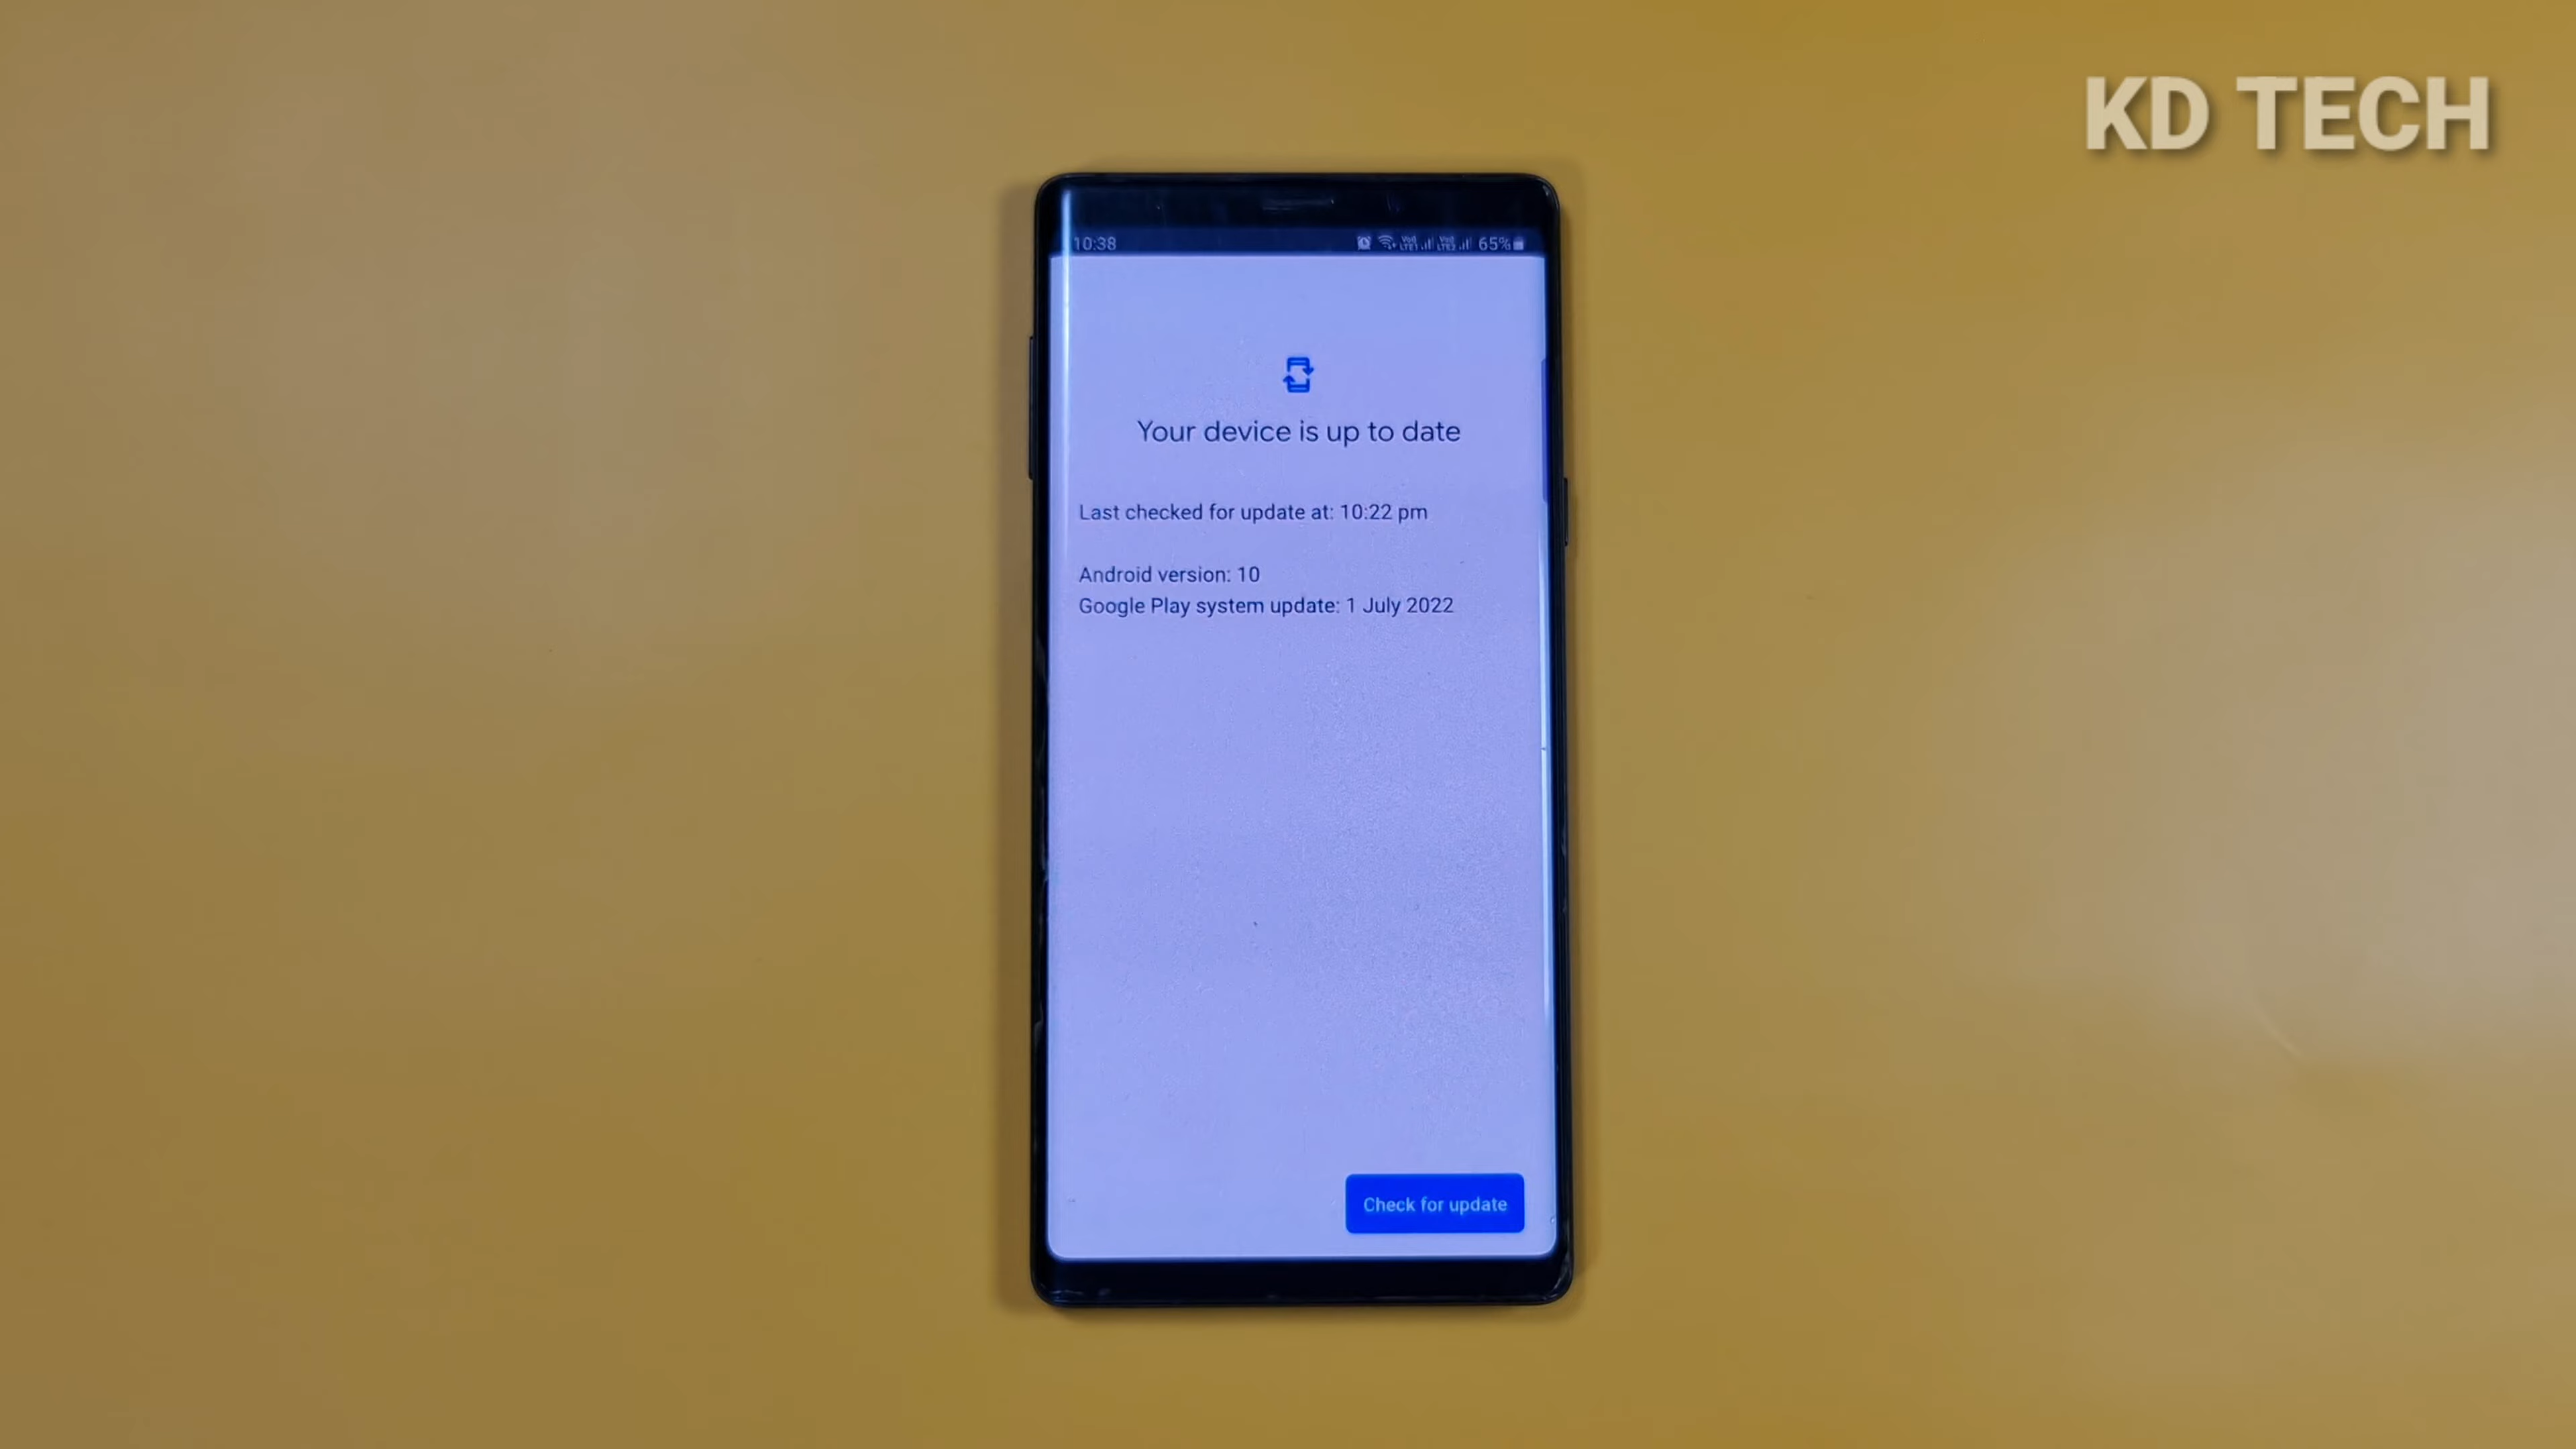 KD TECH
10:38
65%
Your device is up to date
Last checked for update at: 10:22 pm
Android version: 10
Google Play system update: 1 July 2022
Check for update